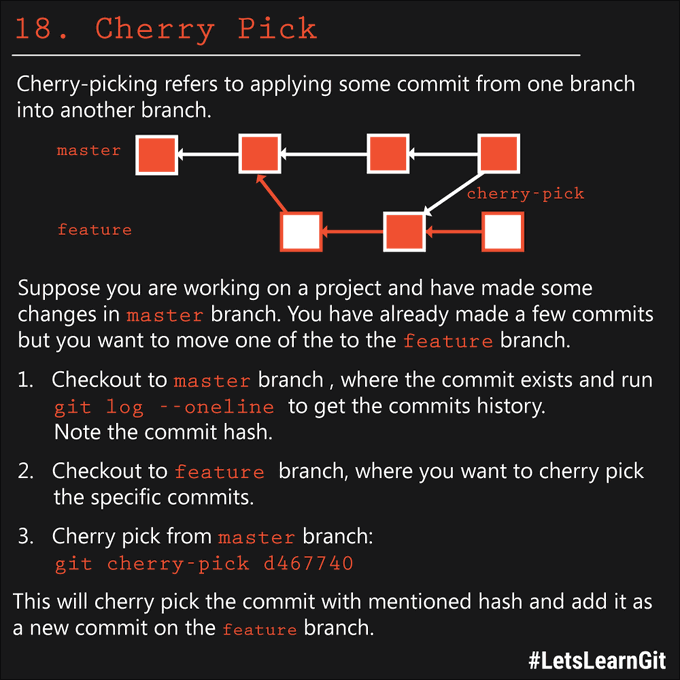 18. Cherry Pick
Cherry-picking refers to applying some commit from one branch
into another branch.
master
cherry-pick
feature
Suppose you are working on a project and have made some
changes in master branch. You have already made a few commits
but you want to move one of the to the feature branch.
1. Checkout to master branch , where the commit exists and run
git log --oneline to get the commits history.
Note the commit hash.
2. Checkout to feature branch, where you want to cherry pick
the specific commits.
3. Cherry pick from master branch:
git cherry-pick d467740
This will cherry pick the commit with mentioned hash and add it as
a new commit on the feature branch.
#LetsLearnGit